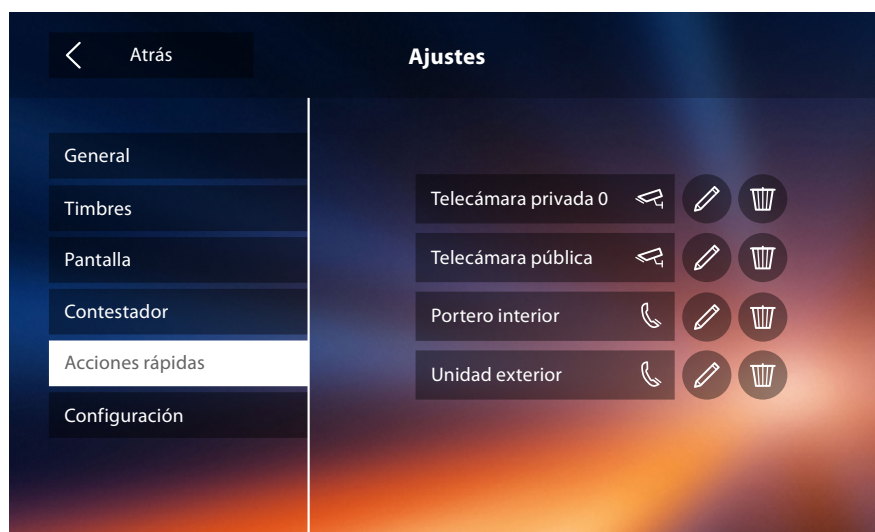 Atrás
Ajustes
General
Timbres
Pantalla
Contestador
Acciones rápidas
Configuración
Telecámara privada 0
Telecámara pública
Portero interior
Unidad exterior